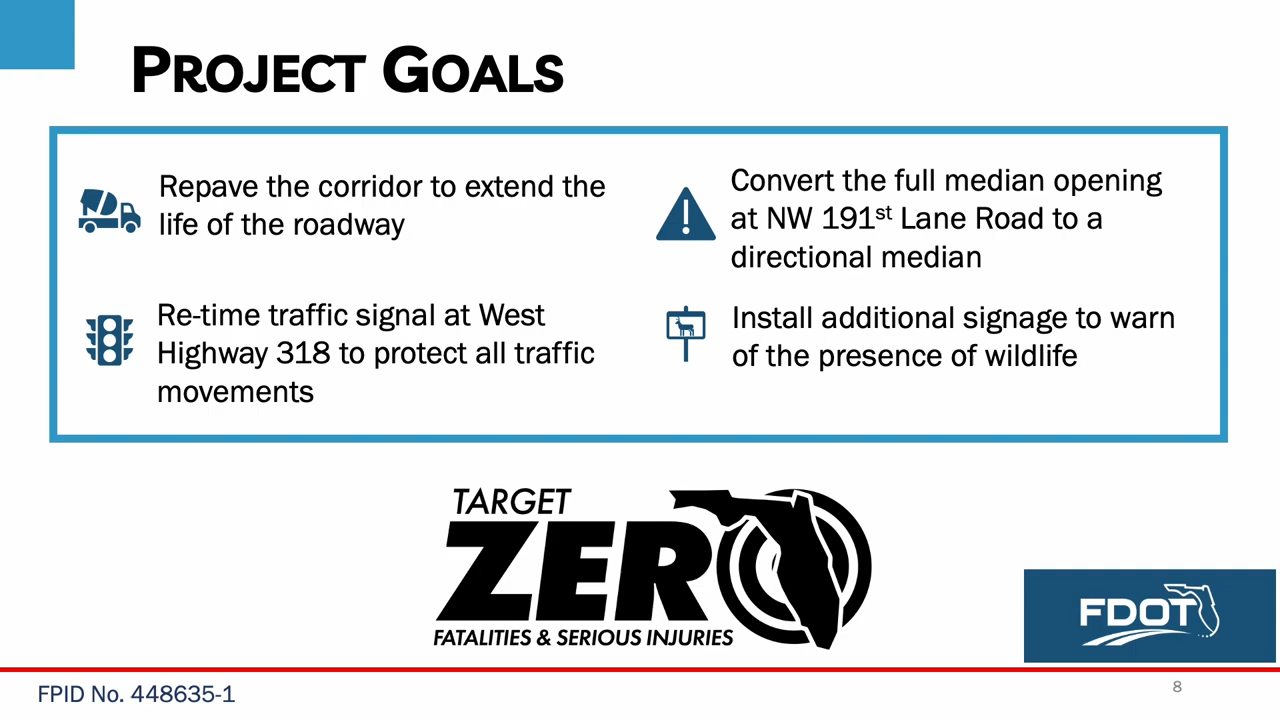 PROJECT GOALS
Repave the corridor to extend the
life of the roadway
Re-time traffic signal at West
Highway 318 to protect all traffic
movements
Convert the full median opening
at NW 191st Lane Road to a
directional median
Install additional signage to warn
of the presence of wildlife
TARGET
ZERO
FATALITIES & SERIOUS INJURIES
FDOT
FPID No. 448635-1
8